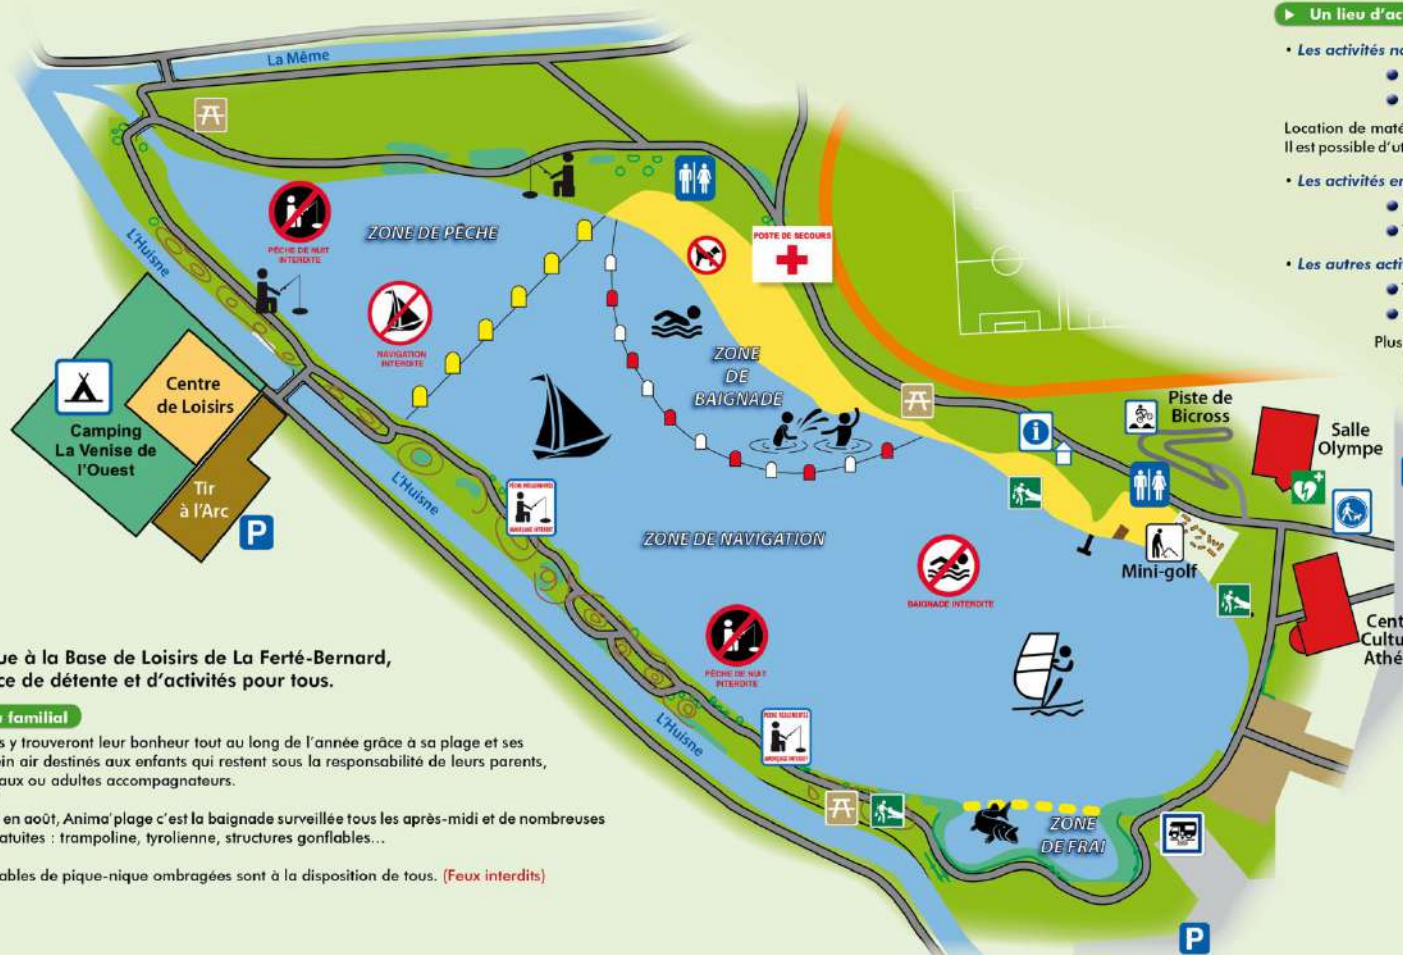 La Même
ZONE DE PÊCHE
PÊCHE DE NUIT
INTERDITE
NAVIGATION
INTERDITE
L'Huisne
POSTE DE SECOURS
ZONE
DE
BAIGNADE
Centre
de Loisirs
Camping
La Venise de
l'Ouest
Tir
à l'Arc
P
L'Huisne
ZONE DE NAVIGATION
BAIGNADE INTERDITE
i
Piste de
Bicross
Salle
Olympe
Mini-golf
Cent
Cultu
Athé
PÊCHE DE NUIT
INTERDITE
L'Huisne
ZONE
DE FRAI
P
ue à la Base de Loisirs de La Ferté-Bernard,
ce de détente et d'activités pour tous.
familial
s y trouveront leur bonheur tout au long de l'année grâce à sa plage et ses
ein air destinés aux enfants qui restent sous la responsabilité de leurs parents,
aux ou adultes accompagnateurs.
en août, Anima'plage c'est la baignade surveillée tous les après-midi et de nombreuses
atuites : trampoline, tyrolienne, structures gonflables...
ables de pique-nique ombragées sont à la disposition de tous. (Feux interdits)
Un lieu d'ac
• Les activités na
Location de maté
Il est possible d'ut
• Les activités en
• Les autres activ
Plus